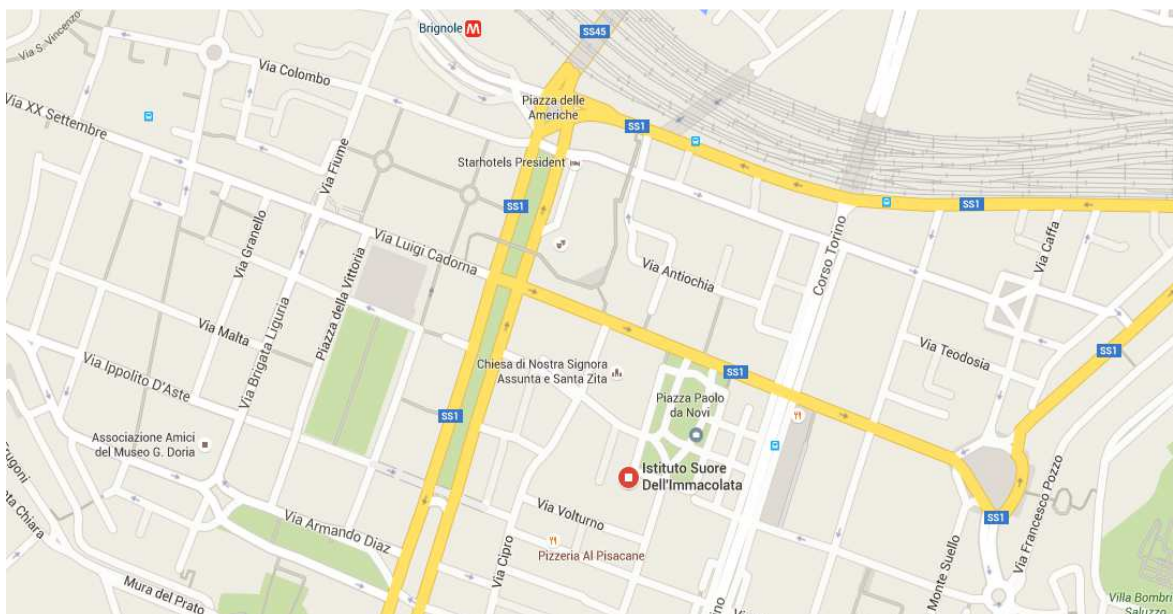 Brignole
M
SS45
Via S. Vincenzo
Via Colombo
Piazza delle
Americhe
Via XX Settembre
SS1
Starhotels President
Via Fiume
SS1
SS1
Via Granello
Via Luigi Cadorna
Corso Torino
Via Caffa
Via Antiochia
Piazza della Vittoria
Via Malta
Via Brigata Liguria
Via Teodosia
SS1
Chiesa di Nostra Signora
Assunta e Santa Zita
SS1
Via Ippolito D'Aste
Piazza Paolo
da Novi
SS1
Associazione Amici
del Museo G. Doria
Istituto Suore
Dell'Immacolata
Via Volturno
SS1
Via Francesco Pozzo
Via Armando Diaz
Pizzeria Al Pisacane
Via Cipro
Monte Suello
Mura del Prato
Villa Bombri
Saluzzo